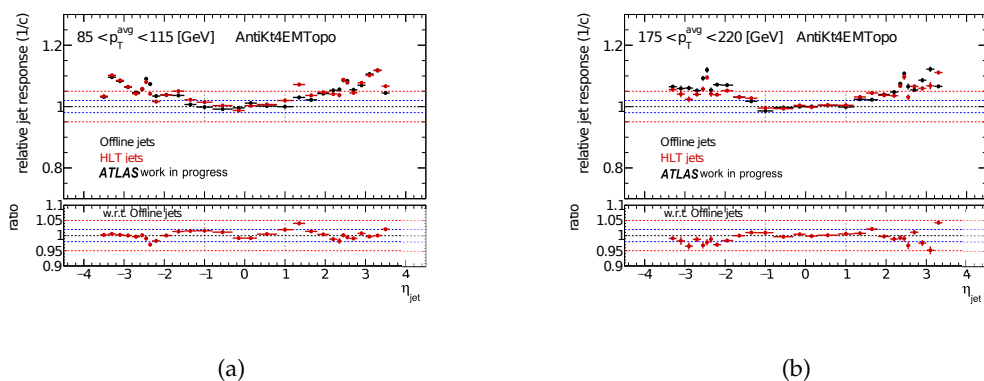 85 <p_T^avg <115 [GeV] AntiKt4EMTopo
relative jet response (1/c)
1.2
1
0.8
Offline jets
HLT jets
ATLAS work in progress
ratio
w.r.t. Offline jets
1.1
1.05
1
0.95
0.9
−4 −3 −2 −1 0 1 2 3 4
η_jet
(a)
175 <p_T^avg <220 [GeV] AntiKt4EMTopo
relative jet response (1/c)
1.2
1
0.8
Offline jets
HLT jets
ATLAS work in progress
ratio
w.r.t. Offline jets
1.1
1.05
1
0.95
0.9
−4 −3 −2 −1 0 1 2 3 4
η_jet
(b)